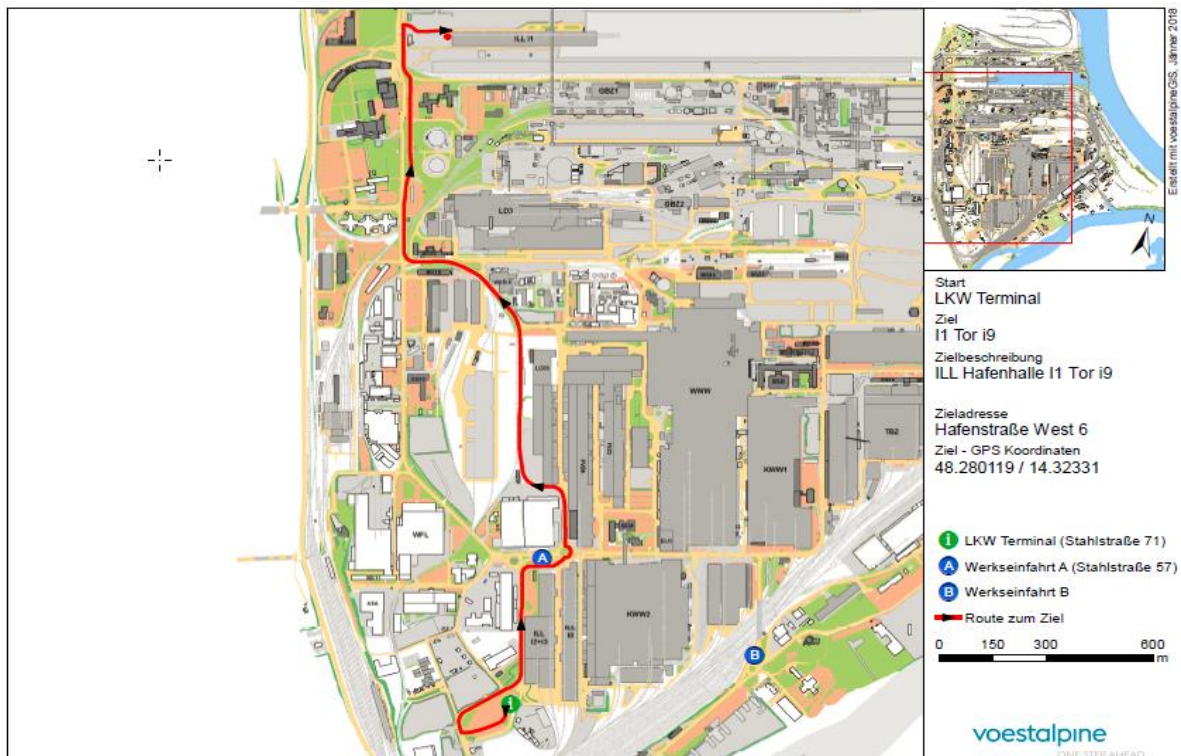 ILL I1
GBZ1
LD3
GBZ2
ZA
WWW
KWW1
TBZ
WFL
A
KWW2
ILL
I2+I3
ILL
B
i
N
Erstellt mit voestalpineGIS, Jänner 2018
Start
LKW Terminal
Ziel
I1 Tor i9
Zielbeschreibung
ILL Hafenhalle I1 Tor i9
Zieladresse
Hafenstraße West 6
Ziel - GPS Koordinaten
48.280119 / 14.32331
i LKW Terminal (Stahlstraße 71)
A Werkseinfahrt A (Stahlstraße 57)
B Werkseinfahrt B
Route zum Ziel
0 150 300 600
m
voestalpine
ONE STEP AHEAD.